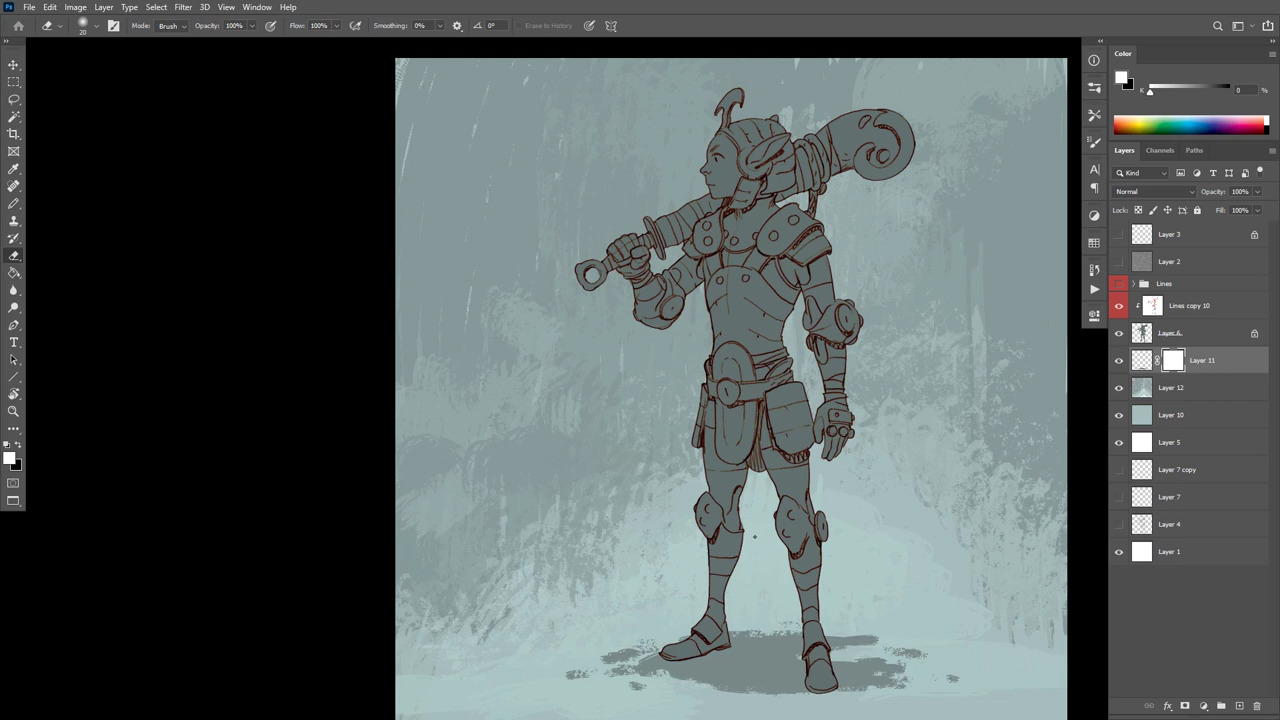 Ps File Edit Image Layer Type Select Filter 3D View Window Help
20 Mode: Brush Opacity: 100% Flow: 100% Smoothing: 0% 0° Erase to History
Color
K 0 %
Layers Channels Paths
Kind
Normal Opacity: 100%
Lock: Fill: 100%
Layer 3
Layer 2
Lines
Lines copy 10
Layer 6
Layer 11
Layer 12
Layer 10
Layer 5
Layer 7 copy
Layer 7
Layer 4
Layer 1